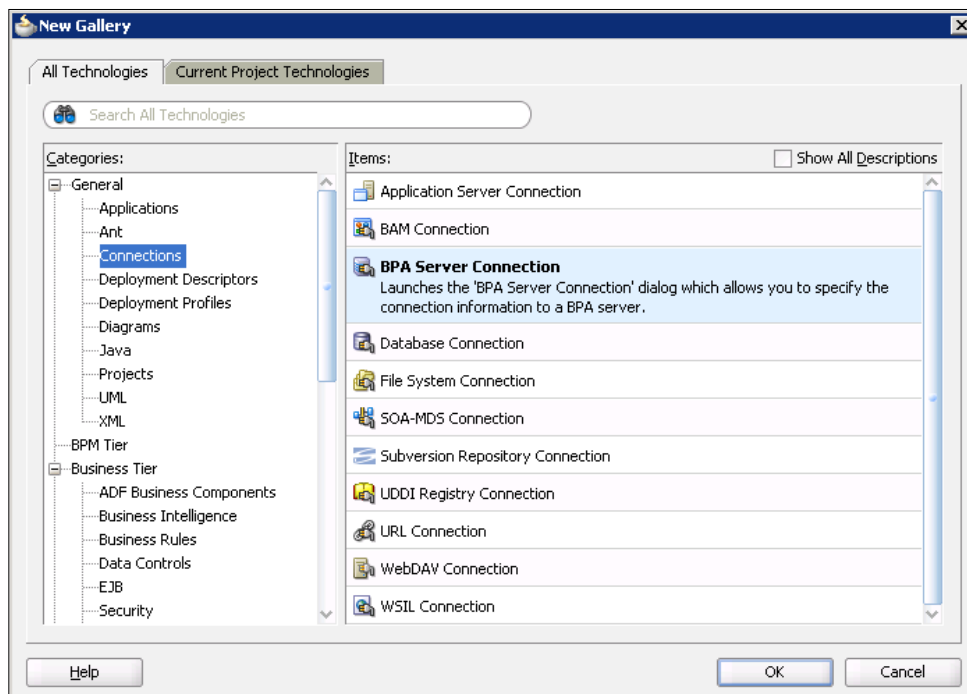 New Gallery
All Technologies
Current Project Technologies
Search All Technologies
Categories:
General
Applications
Ant
Connections
Deployment Descriptors
Deployment Profiles
Diagrams
Java
Projects
UML
XML
BPM Tier
Business Tier
ADF Business Components
Business Intelligence
Business Rules
Data Controls
EJB
Security
Items:
Show All Descriptions
Application Server Connection
BAM Connection
BPA Server Connection
Launches the 'BPA Server Connection' dialog which allows you to specify the
connection information to a BPA server.
Database Connection
File System Connection
SOA-MDS Connection
Subversion Repository Connection
UDDI Registry Connection
URL Connection
WebDAV Connection
WSIL Connection
Help
OK
Cancel